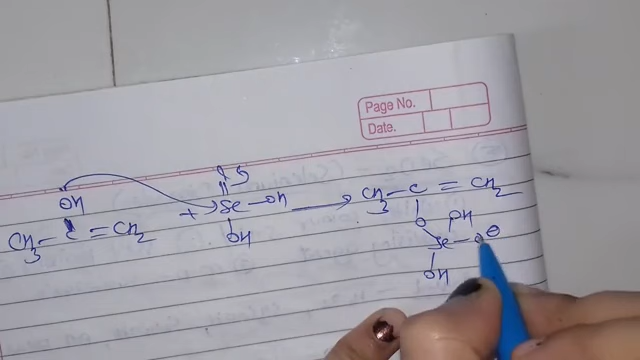 Page No.
Date.
OH O
CH3-C=CH2 + Se-OH → CH3-C=CH2
OH O
OH
Se-O⊖
OH